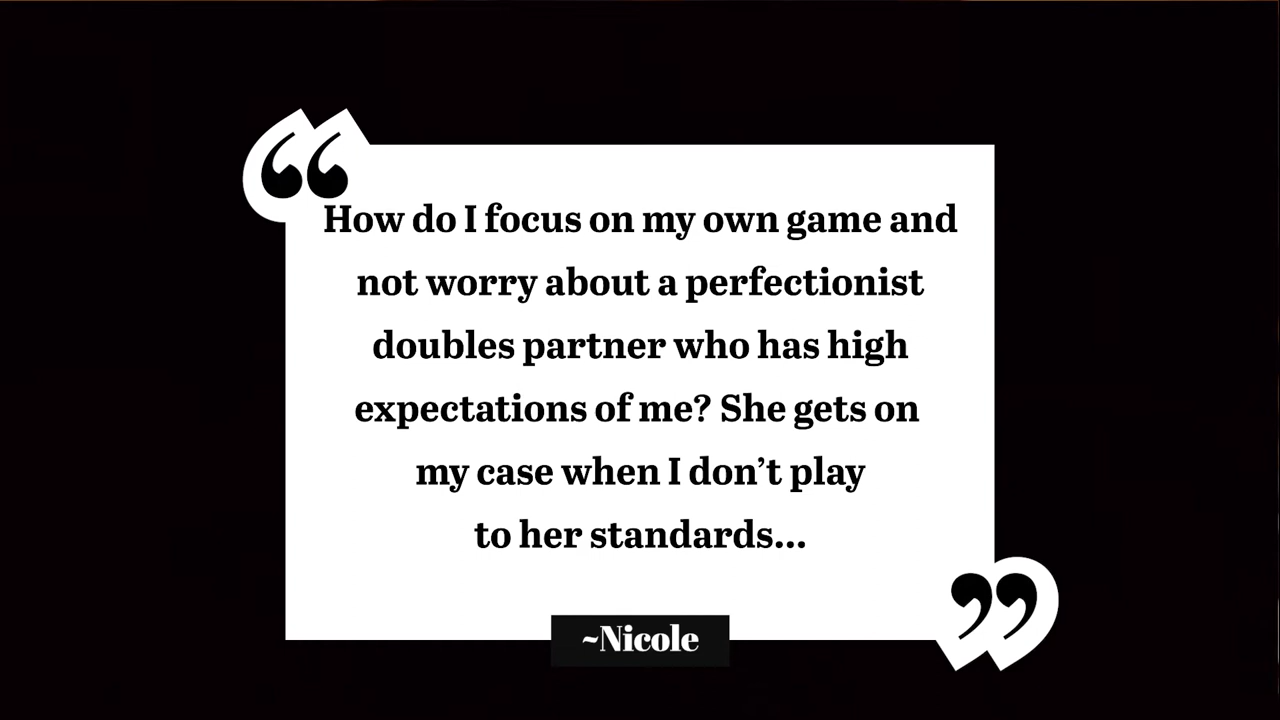 “
How do I focus on my own game and
not worry about a perfectionist
doubles partner who has high
expectations of me? She gets on
my case when I don’t play
to her standards...
”
~Nicole